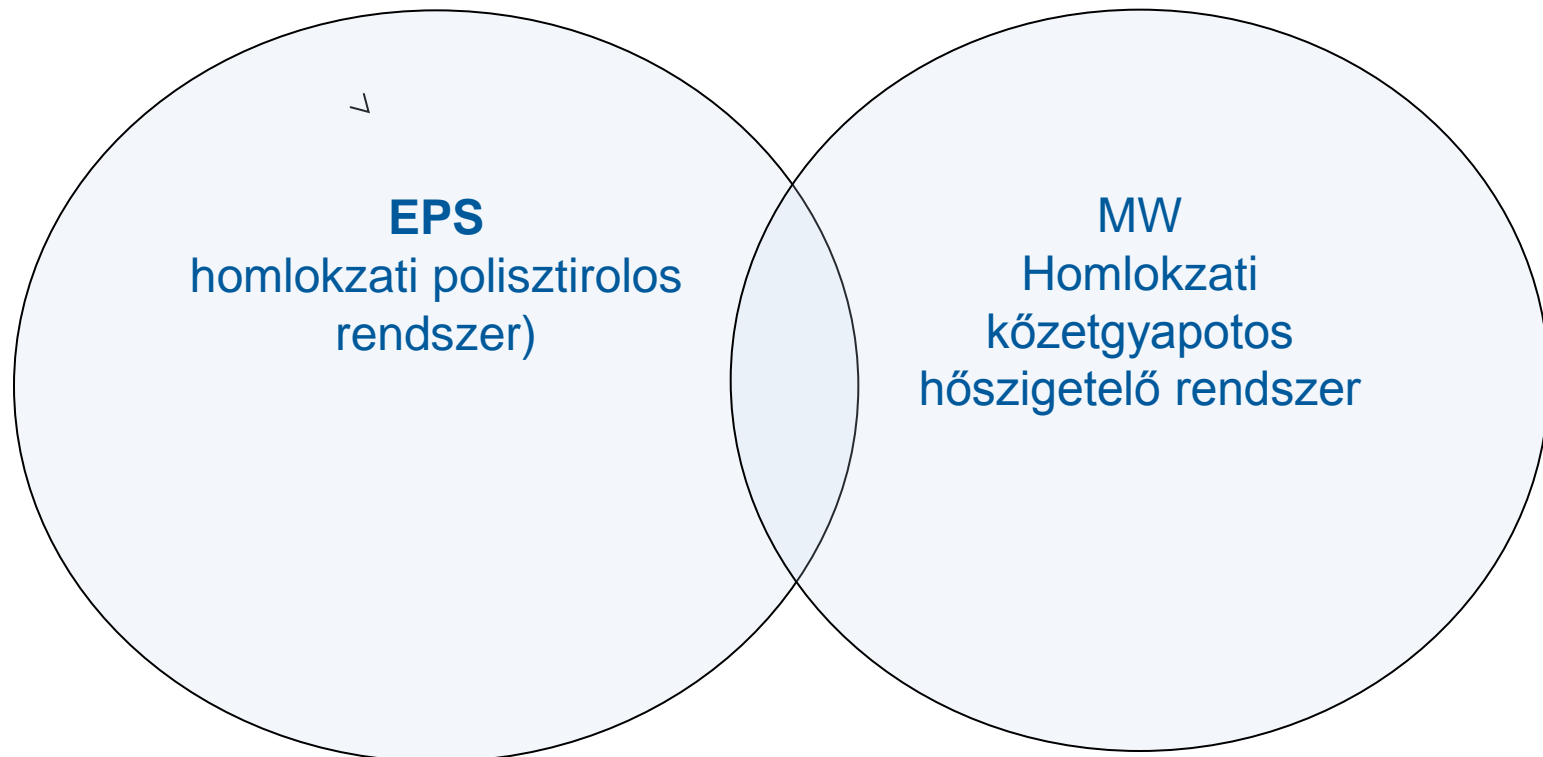 EPS
homlokzati polisztirolos
rendszer)
MW
Homlokzati
kőzetgyapotos
hőszigetelő rendszer